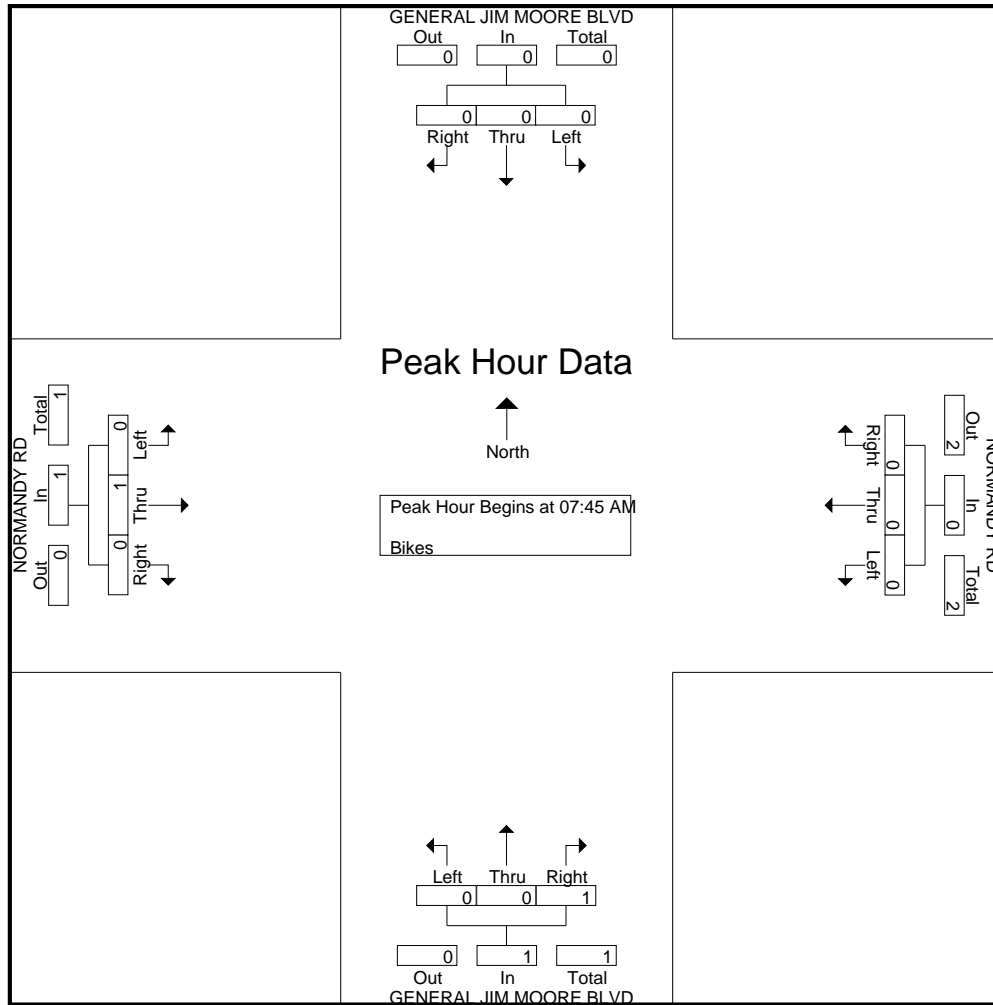 GENERAL JIM MOORE BLVD
Out In Total
0 0 0
0 0 0
Right Thru Left
Peak Hour Data
North
Peak Hour Begins at 07:45 AM
Bikes
NORMANDY RD
Out In Total
0 1 1
Right Thru Left
0 1 0
NORMANDY RD
Out In Total
2 0 2
Right Thru Left
0 0 0
Left Thru Right
0 0 1
0 1 1
Out In Total
GENERAL JIM MOORE BLVD